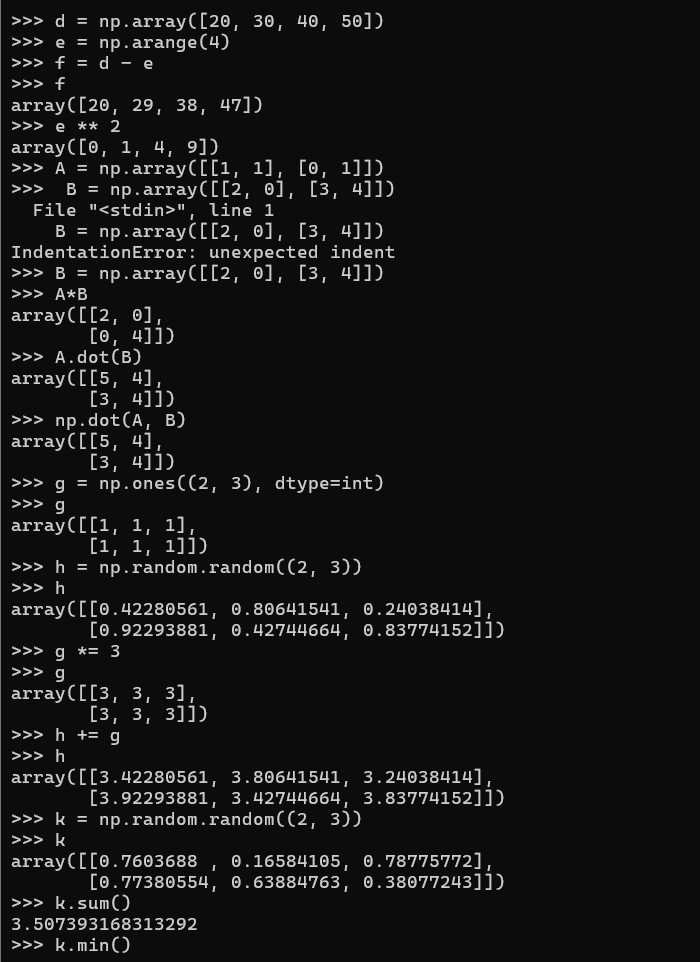 >>> d = np.array([20, 30, 40, 50])
>>> e = np.arange(4)
>>> f = d - e
>>> f
array([20, 29, 38, 47])
>>> e ** 2
array([0, 1, 4, 9])
>>> A = np.array([[1, 1], [0, 1]])
>>>  B = np.array([[2, 0], [3, 4]])
  File "<stdin>", line 1
    B = np.array([[2, 0], [3, 4]])
IndentationError: unexpected indent
>>> B = np.array([[2, 0], [3, 4]])
>>> A*B
array([[2, 0],
       [0, 4]])
>>> A.dot(B)
array([[5, 4],
       [3, 4]])
>>> np.dot(A, B)
array([[5, 4],
       [3, 4]])
>>> g = np.ones((2, 3), dtype=int)
>>> g
array([[1, 1, 1],
       [1, 1, 1]])
>>> h = np.random.random((2, 3))
>>> h
array([[0.42280561, 0.80641541, 0.24038414],
       [0.92293881, 0.42744664, 0.83774152]])
>>> g *= 3
>>> g
array([[3, 3, 3],
       [3, 3, 3]])
>>> h += g
>>> h
array([[3.42280561, 3.80641541, 3.24038414],
       [3.92293881, 3.42744664, 3.83774152]])
>>> k = np.random.random((2, 3))
>>> k
array([[0.7603688 , 0.16584105, 0.78775772],
       [0.77380554, 0.63884763, 0.38077243]])
>>> k.sum()
3.507393168313292
>>> k.min()